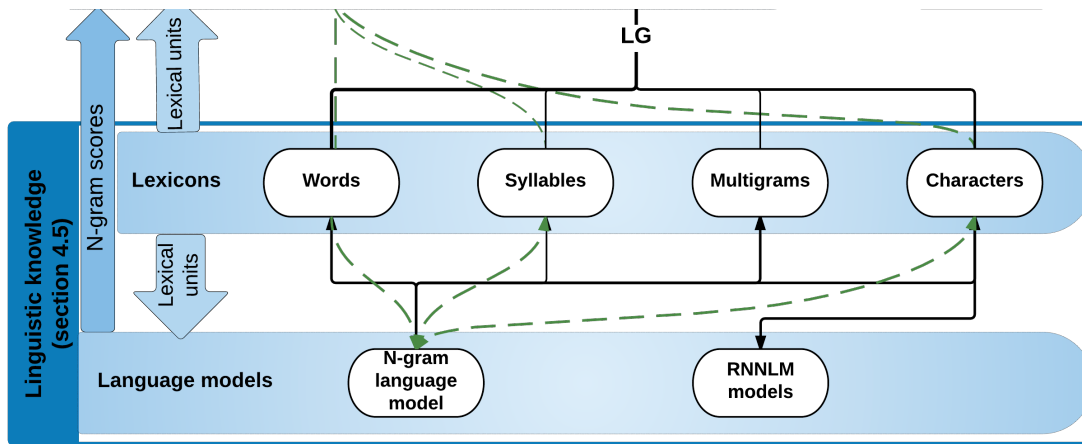 LG
Lexical units
N-gram scores
Linguistic knowledge
(section 4.5)
Lexicons
Words
Syllables
Multigrams
Characters
Lexical
units
Language models
N-gram
language
model
RNNLM
models